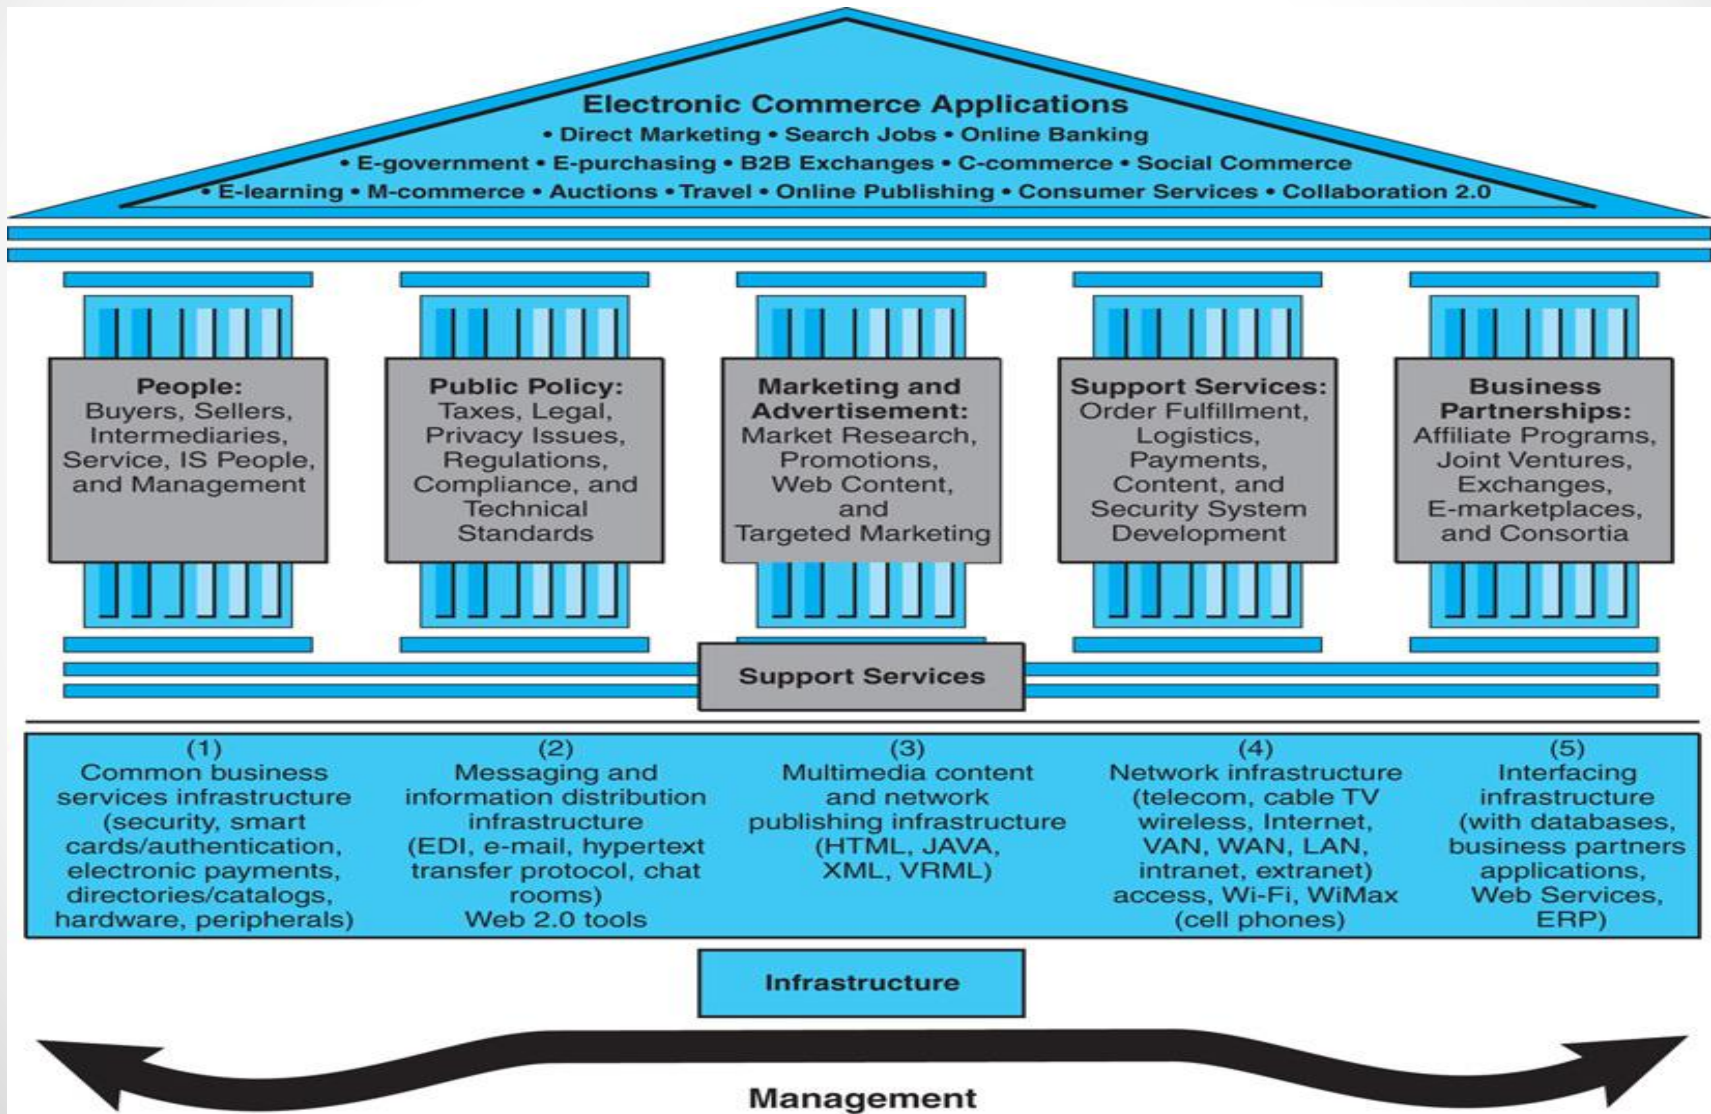 Electronic Commerce Applications
• Direct Marketing • Search Jobs • Online Banking
• E-government • E-purchasing • B2B Exchanges • C-commerce • Social Commerce
• E-learning • M-commerce • Auctions • Travel • Online Publishing • Consumer Services • Collaboration 2.0
People:
Buyers, Sellers,
Intermediaries,
Service, IS People,
and Management
Public Policy:
Taxes, Legal,
Privacy Issues,
Regulations,
Compliance, and
Technical
Standards
Marketing and
Advertisement:
Market Research,
Promotions,
Web Content,
and
Targeted Marketing
Support Services:
Order Fulfillment,
Logistics,
Payments,
Content, and
Security System
Development
Business
Partnerships:
Affiliate Programs,
Joint Ventures,
Exchanges,
E-marketplaces,
and Consortia
Support Services
(1)
Common business
services infrastructure
(security, smart
cards/authentication,
electronic payments,
directories/catalogs,
hardware, peripherals)
(2)
Messaging and
information distribution
infrastructure
(EDI, e-mail, hypertext
transfer protocol, chat
rooms)
Web 2.0 tools
(3)
Multimedia content
and network
publishing infrastructure
(HTML, JAVA,
XML, VRML)
(4)
Network infrastructure
(telecom, cable TV
wireless, Internet,
VAN, WAN, LAN,
intranet, extranet)
access, Wi-Fi, WiMax
(cell phones)
(5)
Interfacing
infrastructure
(with databases,
business partners
applications,
Web Services,
ERP)
Infrastructure
Management